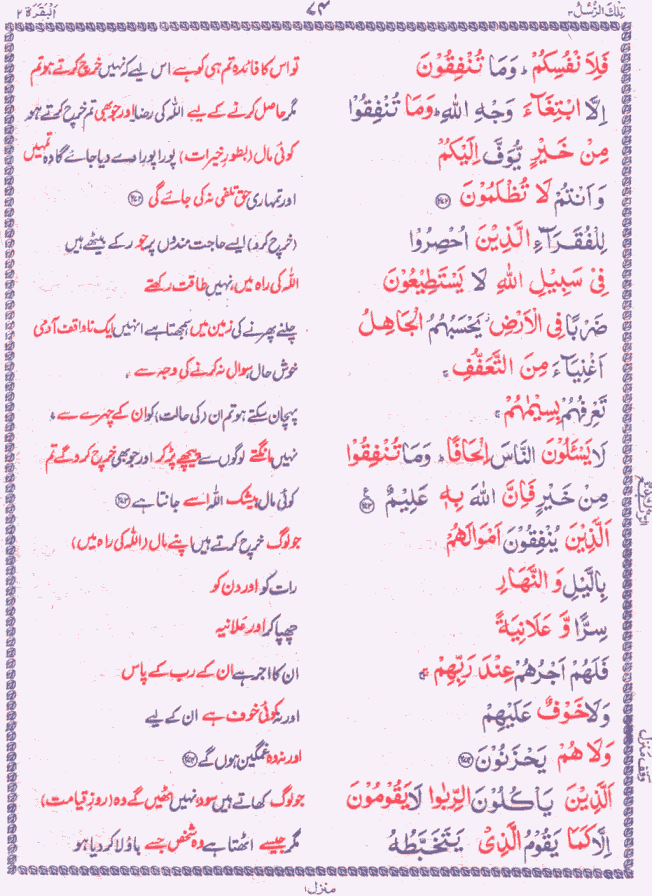 تِلْكَ الرُّسُلُ ٣
٧٤
اَلْبَقَرَة ٢
فَلِاَنْفُسِكُمْ ؕ وَمَا تُنْفِقُوْنَ
تو اس کا فائدہ تم ہی کو ہے اس لیے کہ نہیں خرچ کرتے ہو تم
اِلَّا ابْتِغَآءَ وَجْهِ اللّٰهِ ؕ وَمَا تُنْفِقُوْا
مگر حاصل کرنے کے لیے اللہ کی رضا اور جو بھی تم خرچ کرتے ہو
مِنْ خَيْرٍ يُّوَفَّ اِلَيْكُمْ
کوئی مال (بطورِ خیرات) پورا پورا دے دیا جائے گا وہ تمہیں
وَاَنْتُمْ لَا تُظْلَمُوْنَ ﴿٢٧٢﴾
اور تمہاری حق تلفی نہ کی جائے گی ﴿٢٧٢﴾
لِلْفُقَرَآءِ الَّذِيْنَ اُحْصِرُوْا
(خرچ کرو) ایسے حاجت مندوں پر جو رکے بیٹھے ہیں
فِيْ سَبِيْلِ اللّٰهِ لَا يَسْتَطِيْعُوْنَ
اللہ کی راہ میں نہیں طاقت رکھتے
ضَرْبًا فِي الْاَرْضِ ؗ يَحْسَبُهُمُ الْجَاهِلُ
چلنے پھرنے کی زمین میں سمجھتا ہے انہیں ایک ناواقف آدمی
اَغْنِيَآءَ مِنَ التَّعَفُّفِ ۚ
خوش حال سوال نہ کرنے کی وجہ سے ،
تَعْرِفُهُمْ بِسِيْمٰهُمْ ۚ
پہچان سکتے ہو تم ان (کی حالت) کو ان کے چہرے سے ،
لَا يَسْـَٔلُوْنَ النَّاسَ اِلْحَافًا ؕ وَمَا تُنْفِقُوْا
نہیں مانگتے لوگوں سے پیچھے پڑ کر اور جو بھی خرچ کرو گے تم
مِنْ خَيْرٍ فَاِنَّ اللّٰهَ بِهٖ عَلِيْمٌ ﴿٢٧٣﴾ ع
کوئی مال بیشک اللہ اسے جانتا ہے ﴿٢٧٣﴾
اَلَّذِيْنَ يُنْفِقُوْنَ اَمْوَالَهُمْ
جو لوگ خرچ کرتے ہیں اپنے مال (اللہ کی راہ میں)
بِالَّيْلِ وَ النَّهَارِ
رات کو اور دن کو
سِرًّا وَّ عَلَانِيَةً
چھپا کر اور علانیہ
فَلَهُمْ اَجْرُهُمْ عِنْدَ رَبِّهِمْ ۚ
ان کا اجر ہے ان کے رب کے پاس
وَلَا خَوْفٌ عَلَيْهِمْ
اور نہ کوئی خوف ہے ان کے لیے
وَلَا هُمْ يَحْزَنُوْنَ ﴿٢٧٤﴾
اور نہ وہ غمگین ہوں گے ﴿٢٧٤﴾
اَلَّذِيْنَ يَاْكُلُوْنَ الرِّبٰوا لَا يَقُوْمُوْنَ
جو لوگ کھاتے ہیں سود نہیں اٹھیں گے وہ (روزِ قیامت)
اِلَّا كَمَا يَقُوْمُ الَّذِيْ يَتَخَبَّطُهُ
مگر جیسے اٹھتا ہے وہ شخص جسے باؤلا کر دیا ہو
منزل ١